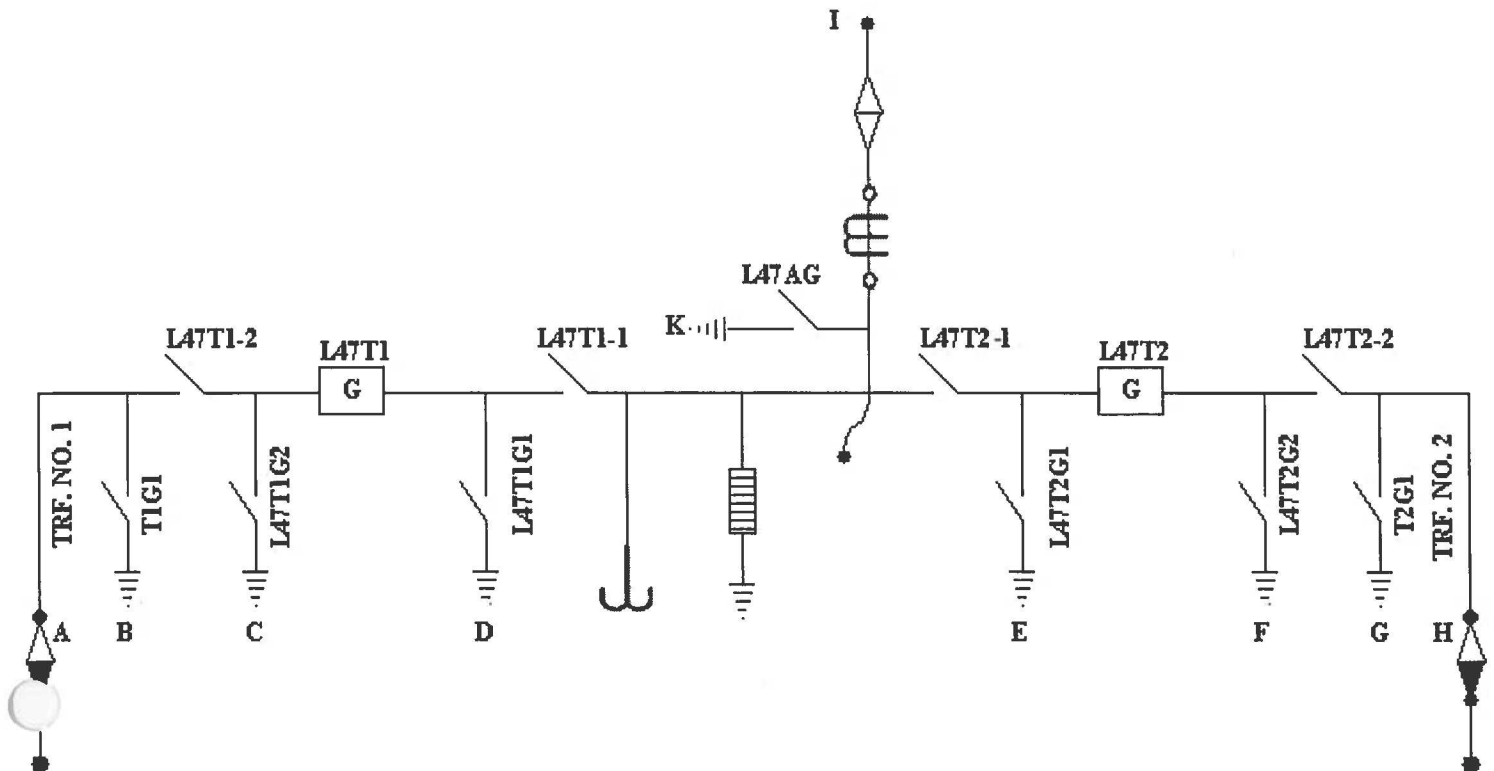 I
L47AG
K
L47T1-2
L47T1
L47T1-1
L47T2-1
L47T2
L47T2-2
G
G
TRF. NO. 1
T1G1
L47T1G2
L47T1G1
L47T2G1
L47T2G2
T2G1
TRF. NO. 2
A
B
C
D
E
F
G
H